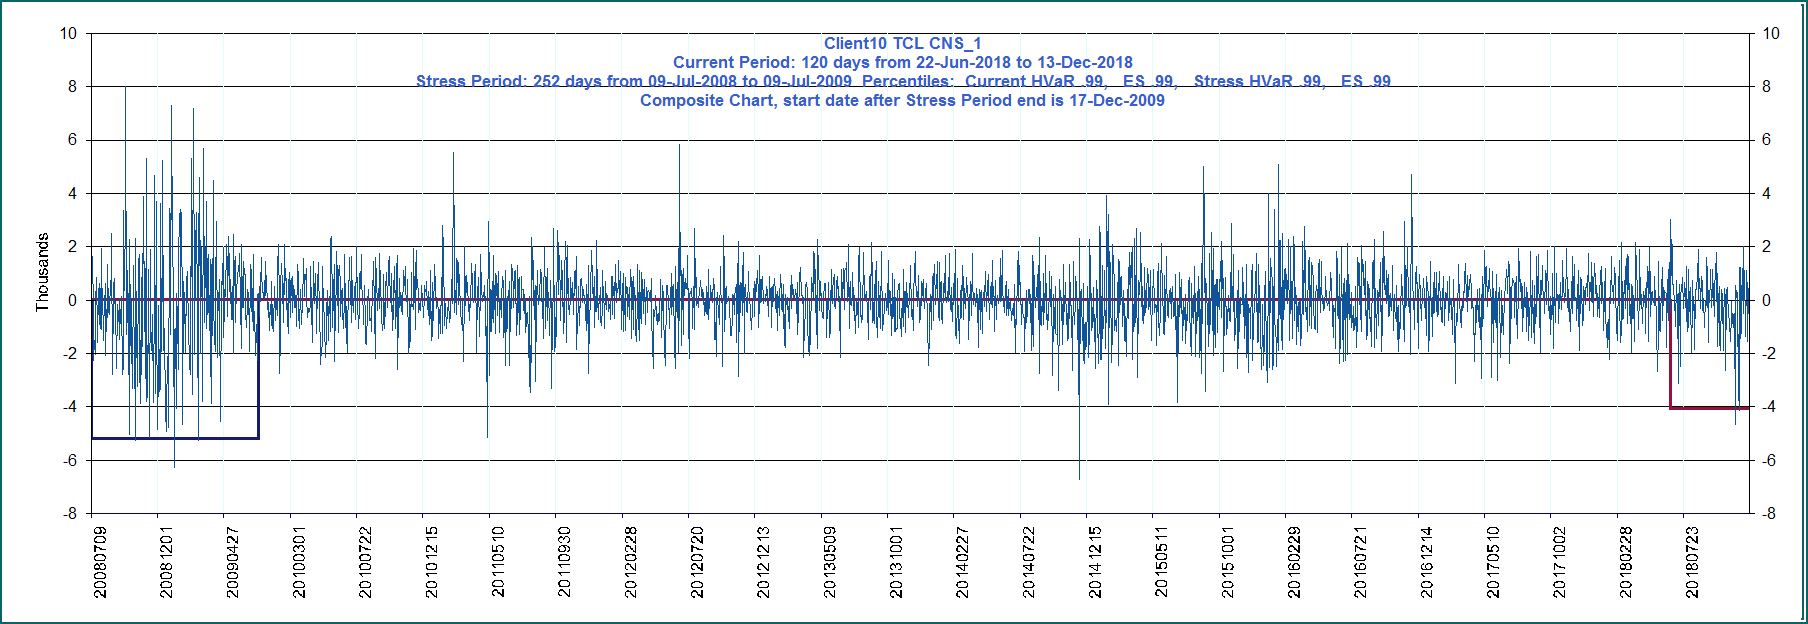 Client10 TCL CNS_1
Current Period: 120 days from 22-Jun-2018 to 13-Dec-2018
Stress Period: 252 days from 09-Jul-2008 to 09-Jul-2009 Percentiles: Current HVaR .99, ES .99, Stress HVaR .99, ES .99
Composite Chart, start date after Stress Period end is 17-Dec-2009
10 10
8 8
6 6
4 4
2 2
0 0
-2 -2
-4 -4
-6 -6
-8 -8
Thousands
20080709 20081201 20090427 20100301 20100722 20101215 20110510 20110930 20120228 20120720 20121213 20130509 20131001 20140227 20140722 20141215 20150511 20151001 20160229 20160721 20161214 20170510 20171002 20180228 20180723